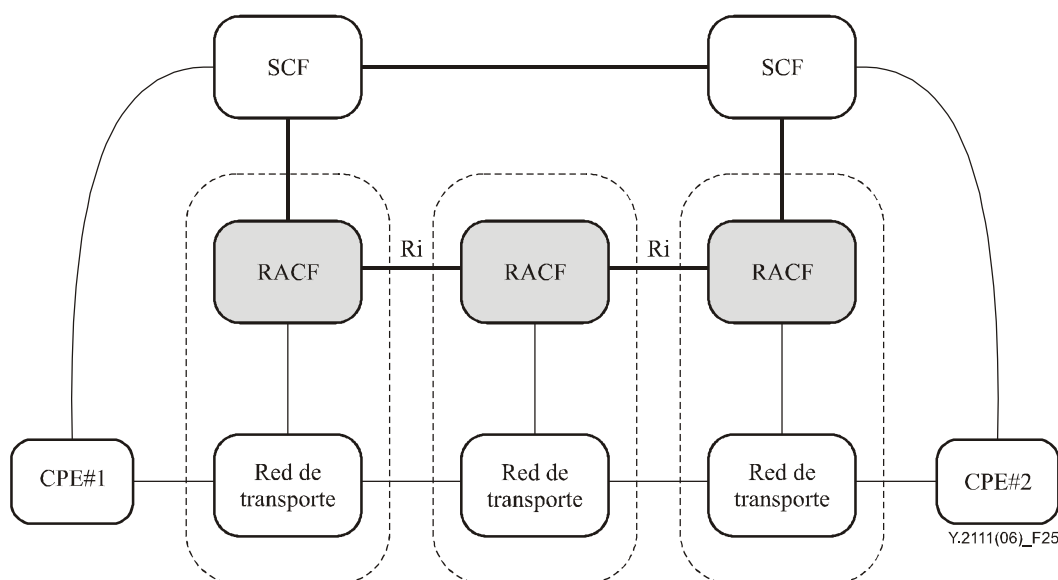 SCF
SCF
Ri
Ri
RACF
RACF
RACF
CPE#1
Red de
transporte
Red de
transporte
Red de
transporte
CPE#2
Y.2111(06)_F25